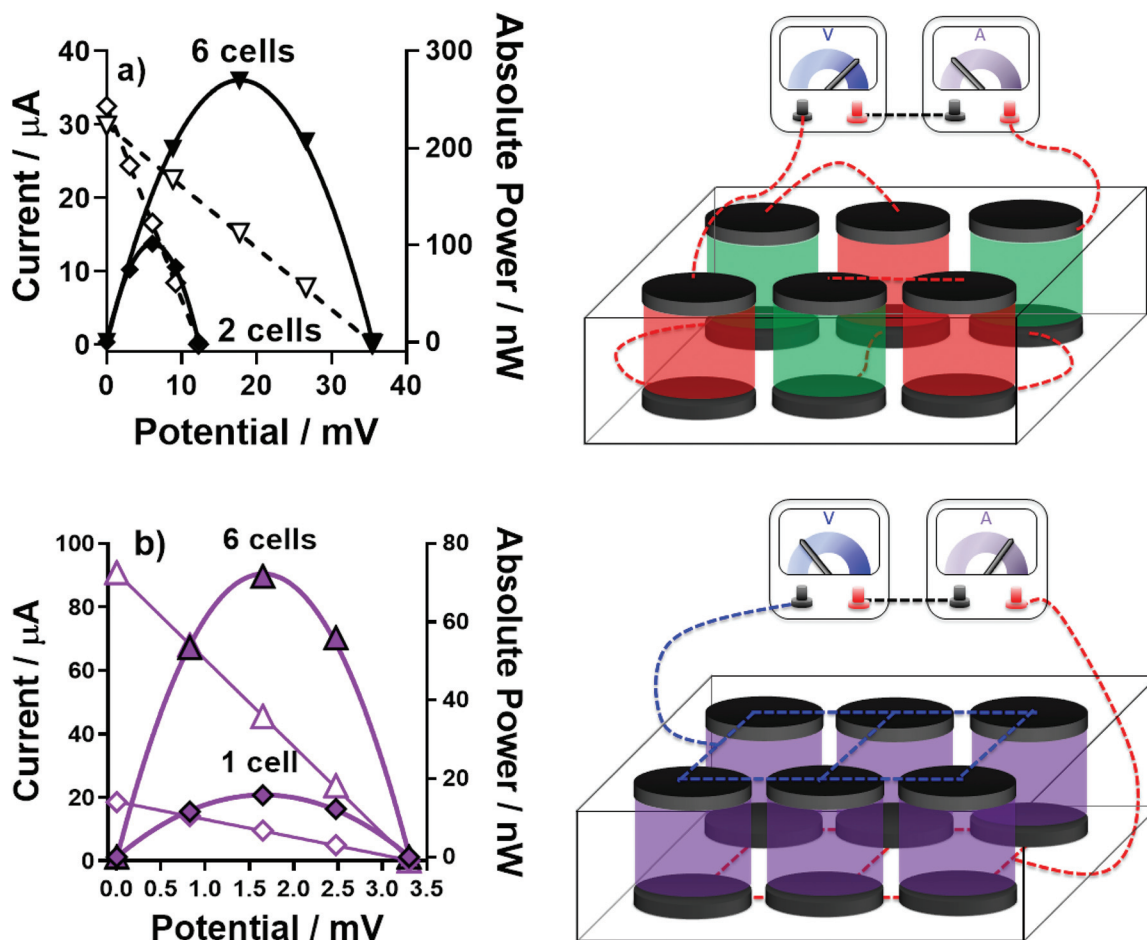 a)
6 cells
2 cells
Current / μA
40
30
20
10
0
Absolute Power / nW
300
200
100
0
0 10 20 30 40
Potential / mV
V A
b)
6 cells
1 cell
Current / μA
100
80
60
40
20
0
Absolute Power / nW
80
60
40
20
0
0.0 0.5 1.0 1.5 2.0 2.5 3.0 3.5
Potential / mV
V A